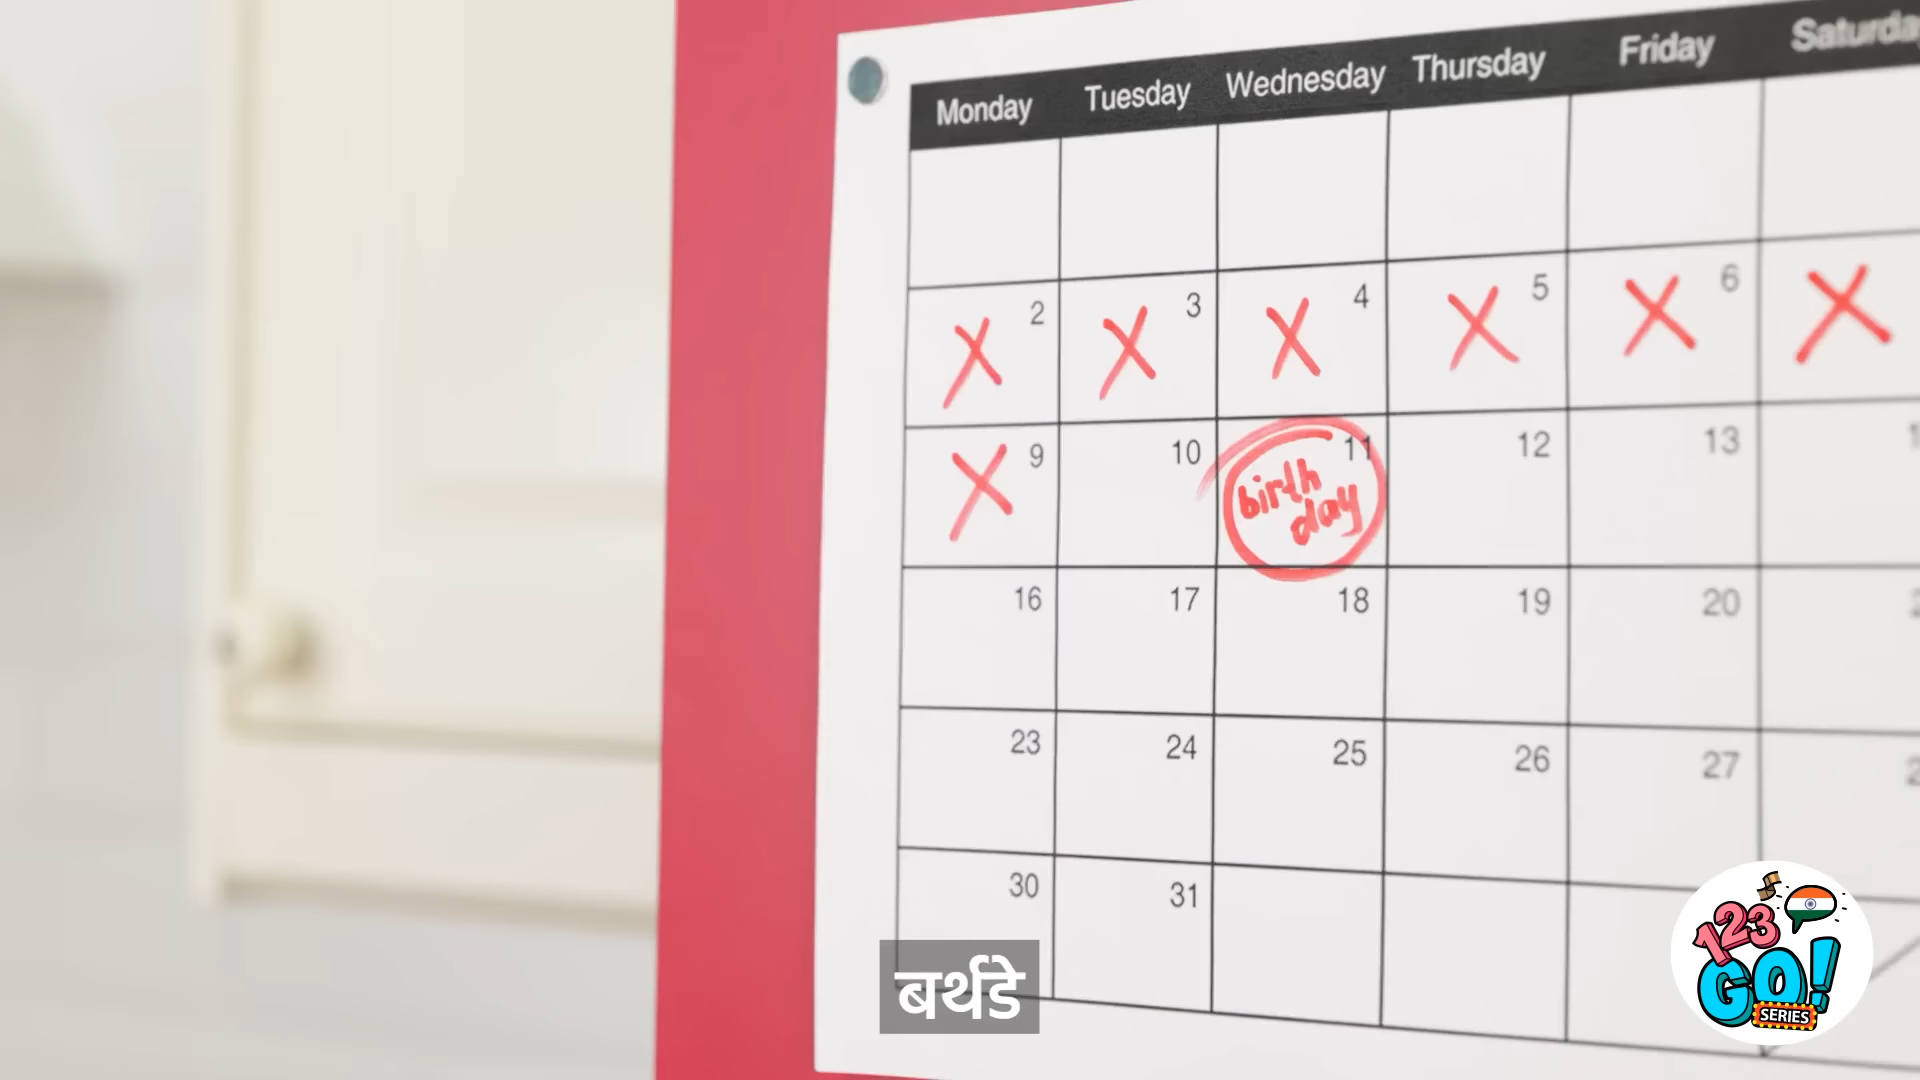 Monday Tuesday Wednesday Thursday Friday
2 3 4 5 6
9 10 11 12 13
birth
day
16 17 18 19 20
23 24 25 26 27
30 31
बर्थडे
123
GO!
SERIES